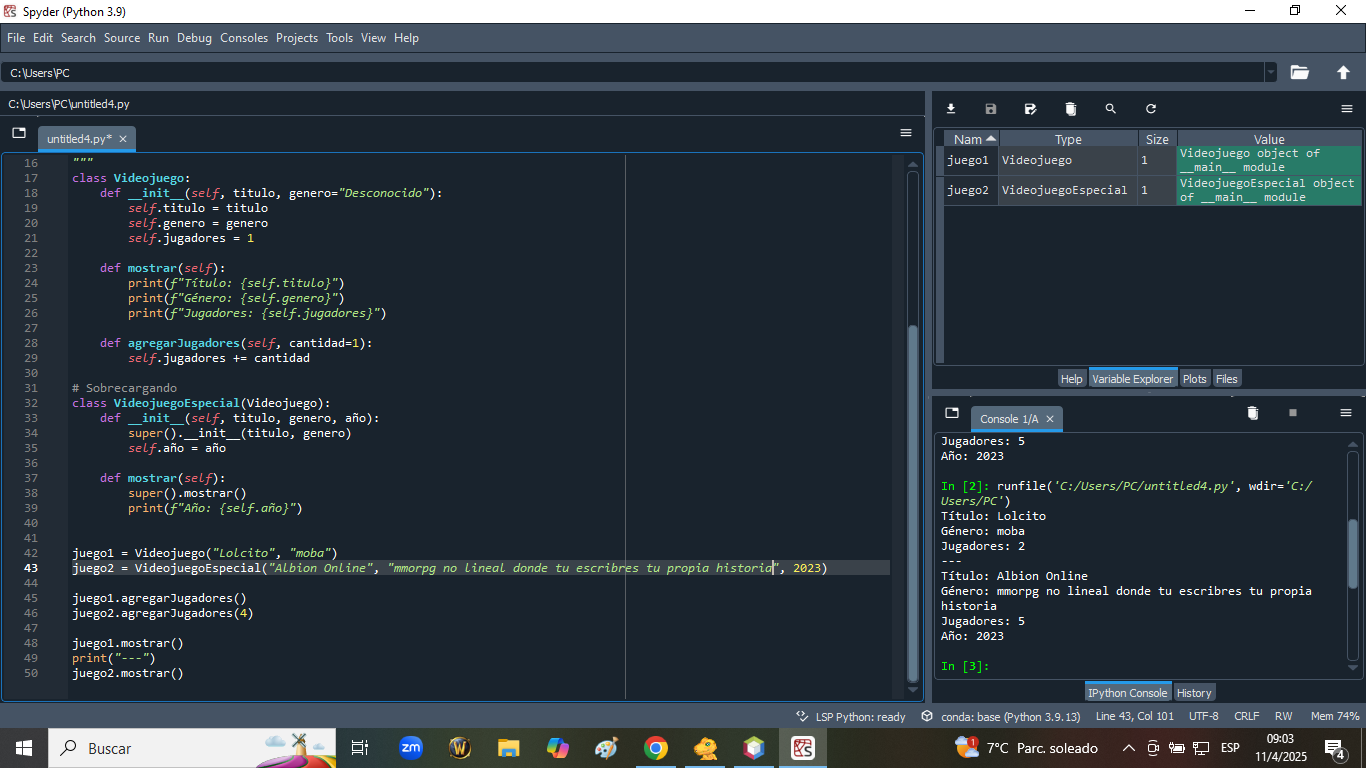 Spyder (Python 3.9)
File Edit Search Source Run Debug Consoles Projects Tools View Help
C:\Users\PC
C:\Users\PC\untitled4.py
untitled4.py*
16 """
17 class Videojuego:
18     def __init__(self, titulo, genero="Desconocido"):
19         self.titulo = titulo
20         self.genero = genero
21         self.jugadores = 1
22
23     def mostrar(self):
24         print(f"Título: {self.titulo}")
25         print(f"Género: {self.genero}")
26         print(f"Jugadores: {self.jugadores}")
27
28     def agregarJugadores(self, cantidad=1):
29         self.jugadores += cantidad
30
31 # Sobrecargando
32 class VideojuegoEspecial(Videojuego):
33     def __init__(self, titulo, genero, año):
34         super().__init__(titulo, genero)
35         self.año = año
36
37     def mostrar(self):
38         super().mostrar()
39         print(f"Año: {self.año}")
40
41
42 juego1 = Videojuego("Lolcito", "moba")
43 juego2 = VideojuegoEspecial("Albion Online", "mmorpg no lineal donde tu escribres tu propia historia", 2023)
44
45 juego1.agregarJugadores()
46 juego2.agregarJugadores(4)
47
48 juego1.mostrar()
49 print("---")
50 juego2.mostrar()
Nam Type Size Value
juego1 Videojuego 1 Videojuego object of
__main__ module
juego2 VideojuegoEspecial 1 VideojuegoEspecial object
of __main__ module
Help Variable Explorer Plots Files
Console 1/A
Jugadores: 5
Año: 2023
In [2]: runfile('C:/Users/PC/untitled4.py', wdir='C:/
Users/PC')
Título: Lolcito
Género: moba
Jugadores: 2
---
Título: Albion Online
Género: mmorpg no lineal donde tu escribres tu propia
historia
Jugadores: 5
Año: 2023
In [3]:
IPython Console History
LSP Python: ready conda: base (Python 3.9.13) Line 43, Col 101 UTF-8 CRLF RW Mem 74%
Buscar zm W 1 7°C Parc. soleado ESP 09:03
11/4/2025 4